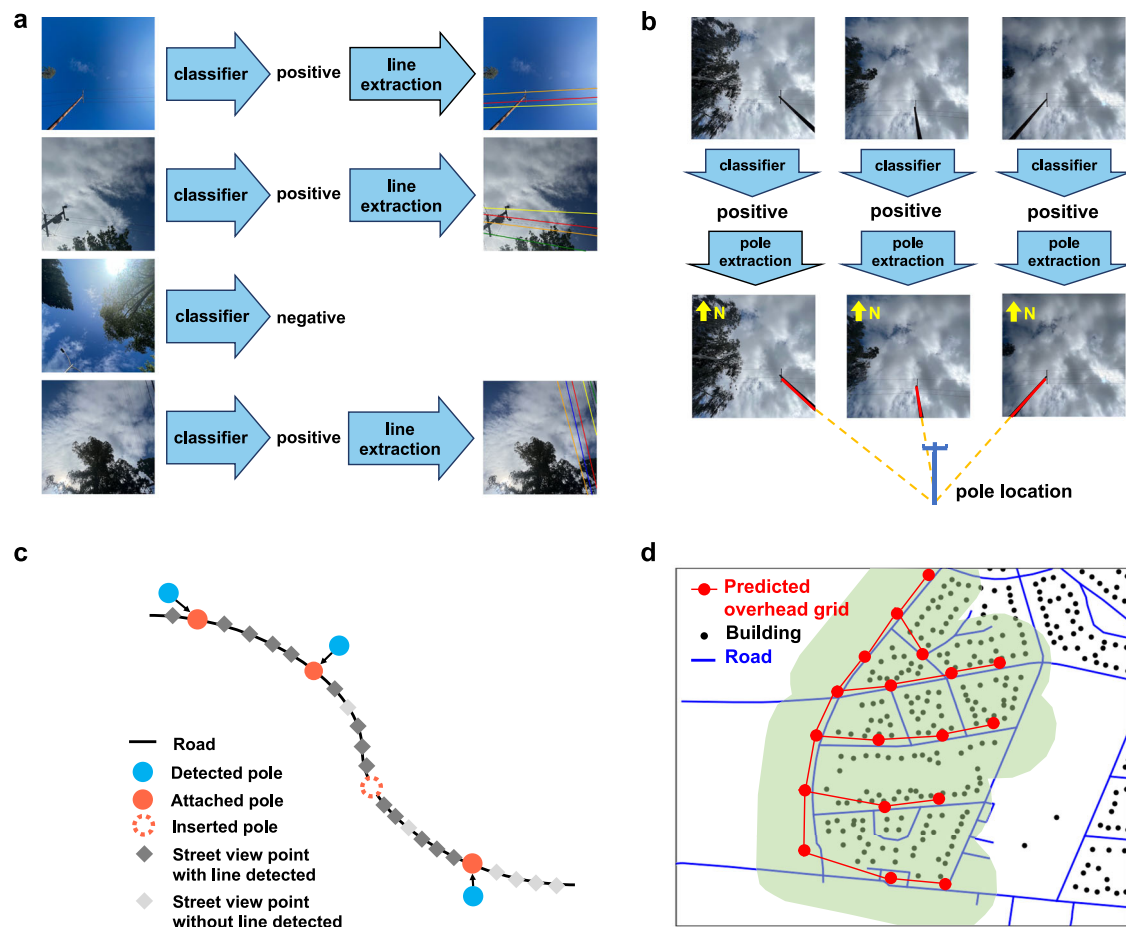 a
classifier
positive
line
extraction
classifier
positive
line
extraction
classifier
negative
classifier
positive
line
extraction
b
classifier
classifier
classifier
positive
positive
positive
pole
extraction
pole
extraction
pole
extraction
N
N
N
pole location
c
Road
Detected pole
Attached pole
Inserted pole
Street view point
with line detected
Street view point
without line detected
d
Predicted
overhead grid
Building
Road